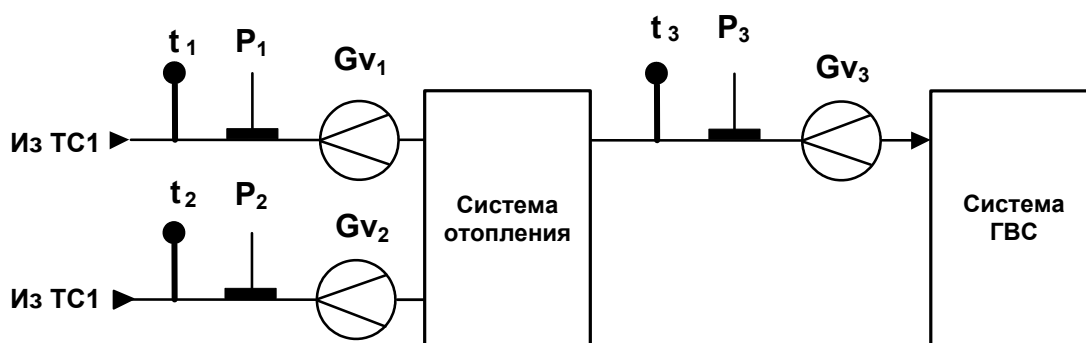 t 1 P1 Gv1
t 3 P3 Gv3
Из ТС1
t 2 P2 Gv2
Система отопления
Система ГВС
Из ТС1